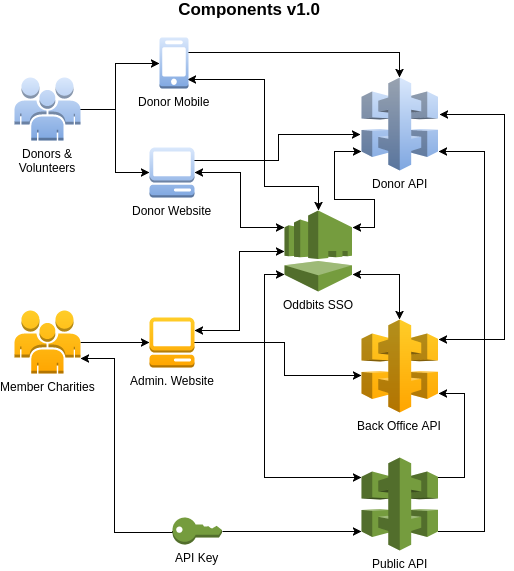 Components v1.0
Donor Mobile
Donors &
Volunteers
Donor Website
Donor API
Oddbits SSO
Member Charities
Admin. Website
Back Office API
API Key
Public API